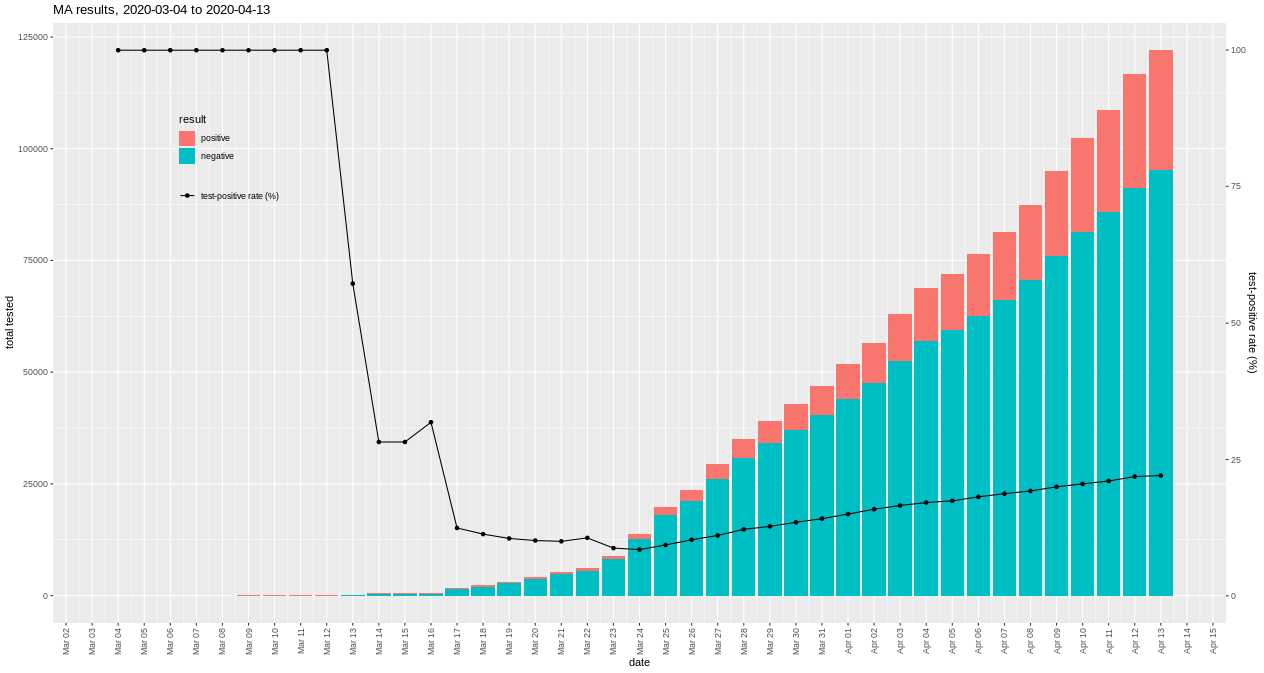 MA results, 2020-03-04 to 2020-04-13
125000
100000
75000
50000
25000
0
total tested
result
positive
negative
test-positive rate (%)
100
75
50
25
0
test-positive rate (%)
Mar 02
Mar 03
Mar 04
Mar 05
Mar 06
Mar 07
Mar 08
Mar 09
Mar 10
Mar 11
Mar 12
Mar 13
Mar 14
Mar 15
Mar 16
Mar 17
Mar 18
Mar 19
Mar 20
Mar 21
Mar 22
Mar 23
Mar 24
Mar 25
Mar 26
Mar 27
Mar 28
Mar 29
Mar 30
Mar 31
Apr 01
Apr 02
Apr 03
Apr 04
Apr 05
Apr 06
Apr 07
Apr 08
Apr 09
Apr 10
Apr 11
Apr 12
Apr 13
Apr 14
Apr 15
date